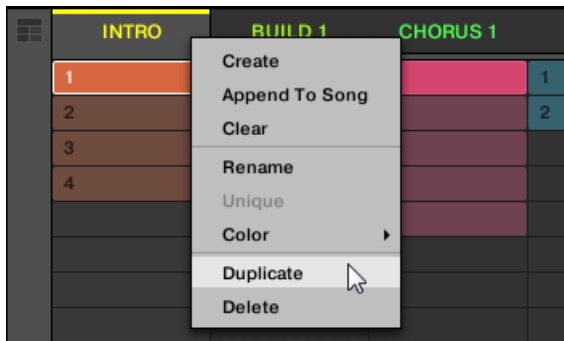 INTRO BUILD 1 CHORUS 1
1 1
2 2
3
4
Create
Append To Song
Clear
Rename
Unique
Color
Duplicate
Delete